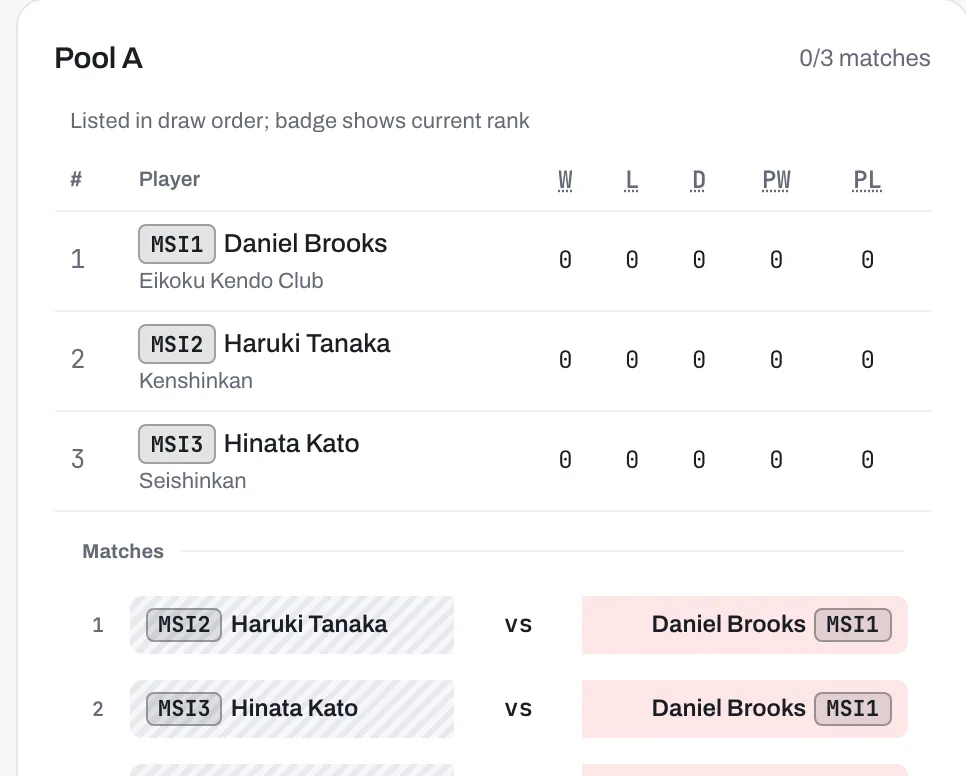 Pool A 0/3 matches
Listed in draw order; badge shows current rank
# Player W L D PW PL
1 MSI1 Daniel Brooks 0 0 0 0 0
Eikoku Kendo Club
2 MSI2 Haruki Tanaka 0 0 0 0 0
Kenshinkan
3 MSI3 Hinata Kato 0 0 0 0 0
Seishinkan
Matches
1 MSI2 Haruki Tanaka vs Daniel Brooks MSI1
2 MSI3 Hinata Kato vs Daniel Brooks MSI1